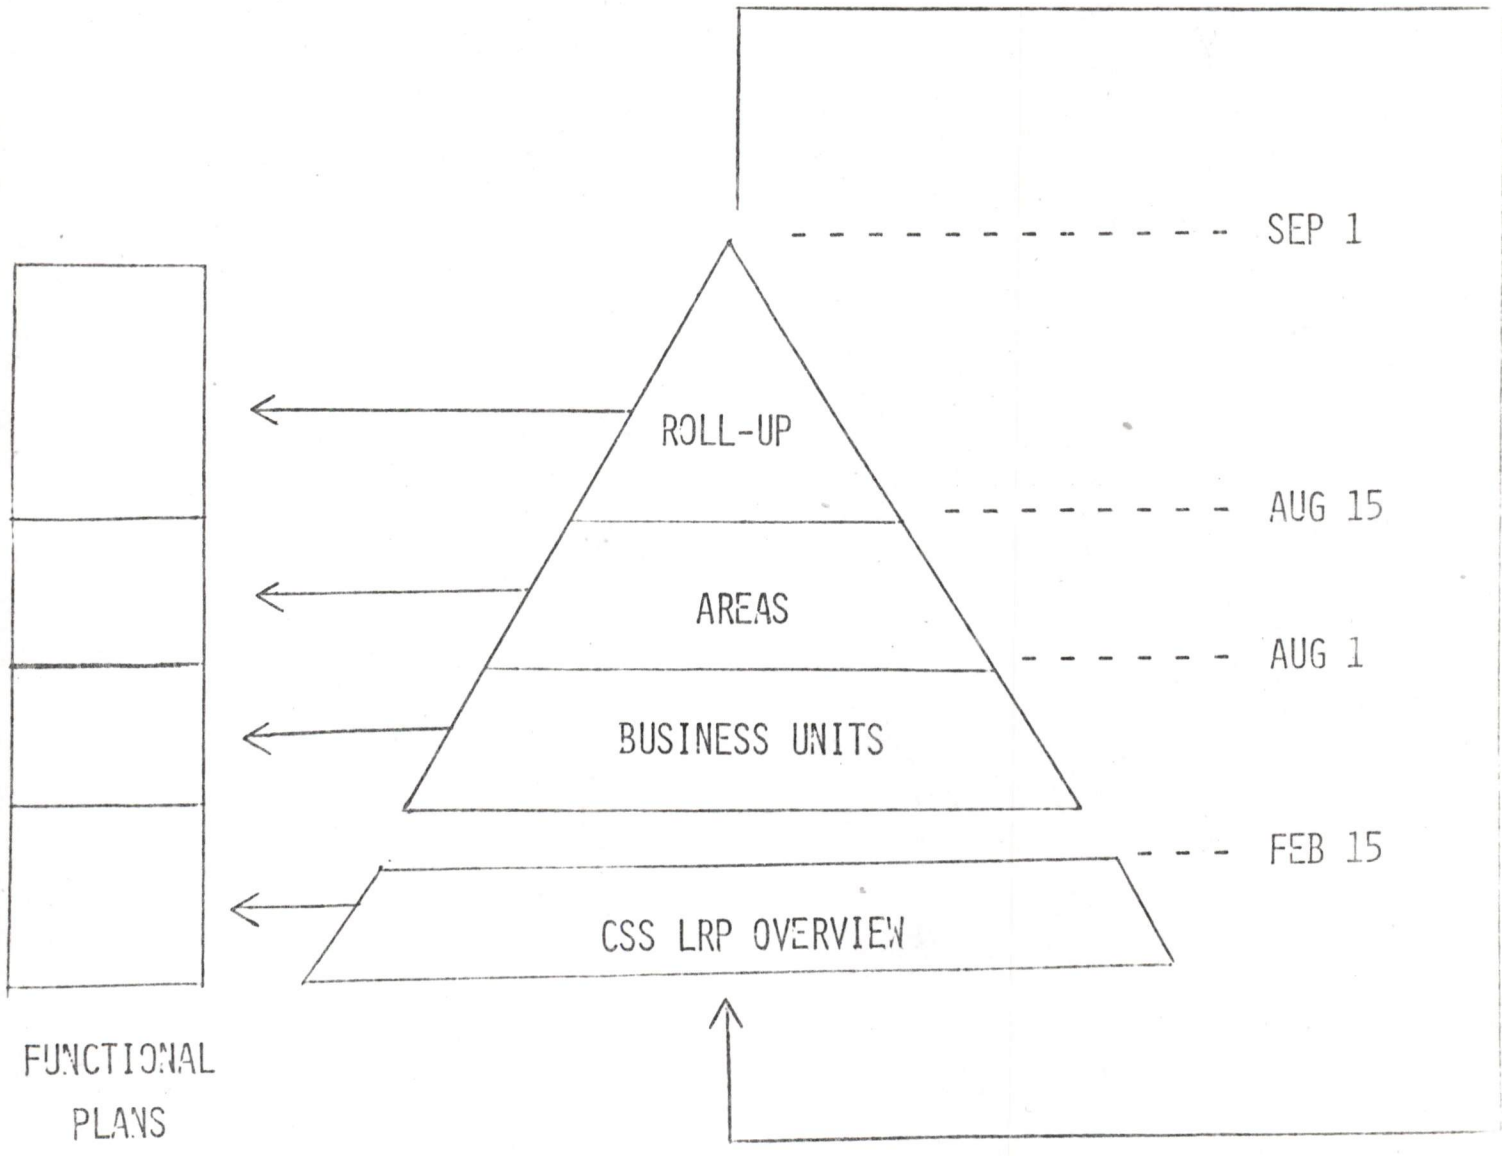 SEP 1
ROLL-UP
AUG 15
AREAS
AUG 1
BUSINESS UNITS
FEB 15
CSS LRP OVERVIEW
FUNCTIONAL
PLANS